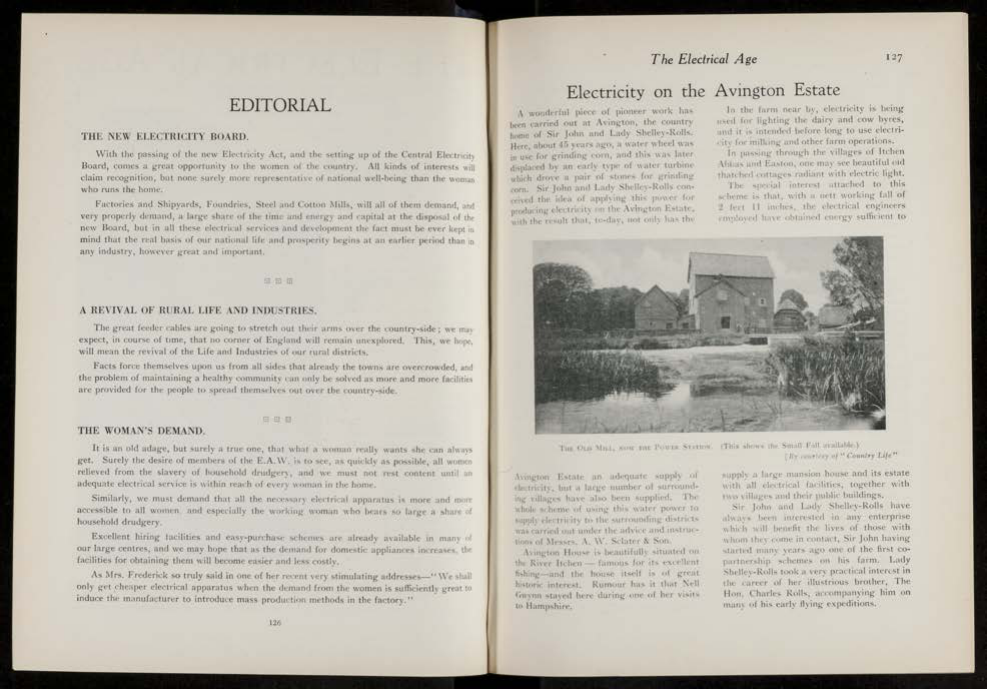 EDITORIAL
THE NEW ELECTRICITY BOARD.
With the passing of the new Electricity Act, and the setting up of the Central Electricity
Board, comes a great opportunity to the women of the country. All kinds of interests will
claim recognition, but none surely more representative of national well-being than the woman
who runs the home.
Factories and Shipyards, Foundries, Steel and Cotton Mills, will all of them demand, and
very properly demand, a large share of the time and energy and capital at the disposal of the
new Board, but in all these electrical services and development the fact must be ever kept in
mind that the real basis of our national life and prosperity begins at an earlier period than in
any industry, however great and important.
A REVIVAL OF RURAL LIFE AND INDUSTRIES.
The great feeder cables are going to stretch out their arms over the country-side; we may
expect, in course of time, that no corner of England will remain unexplored. This, we hope,
will mean the revival of the Life and Industries of our rural districts.
Facts force themselves upon us from all sides that already the towns are overcrowded, and
the problem of maintaining a healthy community can only be solved as more and more facilities
are provided for the people to spread themselves out over the country-side.
THE WOMAN'S DEMAND.
It is an old adage, but surely a true one, that what a woman really wants she can always
get. Surely the desire of members of the E.A.W. is to see, as quickly as possible, all women
relieved from the slavery of household drudgery, and we must not rest content until an
adequate electrical service is within reach of every woman in the home.
Similarly, we must demand that all the necessary electrical apparatus is more and more
accessible to all women, and especially the working woman who bears so large a share of
household drudgery.
Excellent hiring facilities and easy-purchase schemes are already available in many of
our large centres, and we may hope that as the demand for domestic appliances increases, the
facilities for obtaining them will become easier and less costly.
As Mrs. Frederick so truly said in one of her recent very stimulating addresses—"We shall
only get cheaper electrical apparatus when the demand from the women is sufficiently great to
induce the manufacturer to introduce mass production methods in the factory."
126
The Electrical Age 127
Electricity on the Avington Estate
A wonderful piece of pioneer work has
been carried out at Avington, the country
home of Sir John and Lady Shelley-Rolls.
Here, about 45 years ago, a water wheel was
in use for grinding corn, and this was later
displaced by an early type of water turbine
which drove a pair of stones for grinding
corn. Sir John and Lady Shelley-Rolls con-
ceived the idea of applying this power for
producing electricity on the Avington Estate,
with the result that, to-day, not only has the
In the farm near by, electricity is being
used for lighting the dairy and cow byres,
and it is intended before long to use electri-
city for milking and other farm operations.
In passing through the villages of Itchen
Abbas and Easton, one may see beautiful old
thatched cottages radiant with electric light.
The special interest attached to this
scheme is that, with a nett working fall of
2 feet 11 inches, the electrical engineers
employed have obtained energy sufficient to
The Old Mill, now the Power Station. (This shows the Small Fall available.)
[By courtesy of "Country Life"
Avington Estate an adequate supply of
electricity, but a large number of surround-
ing villages have also been supplied. The
whole scheme of using this water power to
supply electricity to the surrounding districts
was carried out under the advice and instruc-
tions of Messrs. A. W. Sclater & Son.
Avington House is beautifully situated on
the River Itchen — famous for its excellent
fishing—and the house itself is of great
historic interest. Rumour has it that Nell
Gwynn stayed here during one of her visits
to Hampshire.
supply a large mansion house and its estate
with all electrical facilities, together with
two villages and their public buildings.
Sir John and Lady Shelley-Rolls have
always been interested in any enterprise
which will benefit the lives of those with
whom they come in contact, Sir John having
started many years ago one of the first co-
partnership schemes on his farm. Lady
Shelley-Rolls took a very practical interest in
the career of her illustrious brother, The
Hon. Charles Rolls, accompanying him on
many of his early flying expeditions.